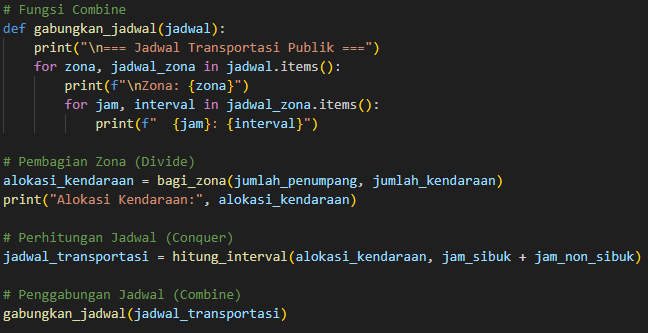 # Fungsi Combine
def gabungkan_jadwal(jadwal):
    print("\n=== Jadwal Transportasi Publik ===")
    for zona, jadwal_zona in jadwal.items():
        print(f"\nZona: {zona}")
        for jam, interval in jadwal_zona.items():
            print(f"  {jam}: {interval}")

# Pembagian Zona (Divide)
alokasi_kendaraan = bagi_zona(jumlah_penumpang, jumlah_kendaraan)
print("Alokasi Kendaraan:", alokasi_kendaraan)

# Perhitungan Jadwal (Conquer)
jadwal_transportasi = hitung_interval(alokasi_kendaraan, jam_sibuk + jam_non_sibuk)

# Penggabungan Jadwal (Combine)
gabungkan_jadwal(jadwal_transportasi)